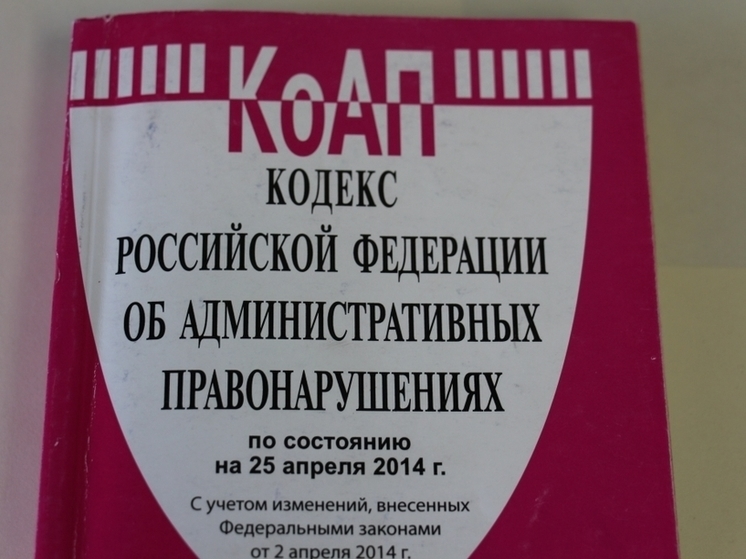 КоАП
КОДЕКС
РОССИЙСКОЙ ФЕДЕРАЦИИ
ОБ АДМИНИСТРАТИВНЫХ
ПРАВОНАРУШЕНИЯХ
по состоянию
на 25 апреля 2014 г.
С учетом изменений, внесенных
Федеральными законами
от 2 апреля 2014 г.